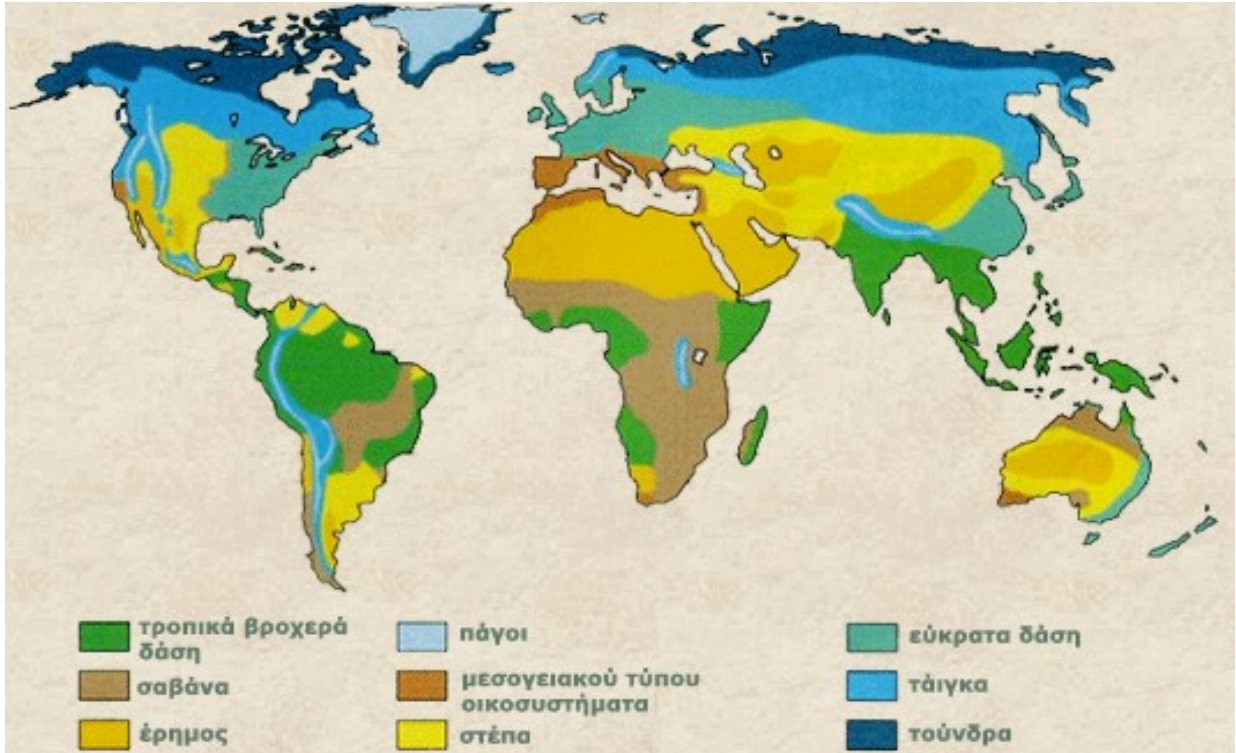 τροπικά βροχερά
δάση
σαβάνα
έρημος
πάγοι
μεσογειακού τύπου
οικοσυστήματα
στέπα
εύκρατα δάση
τάιγκα
τούνδρα